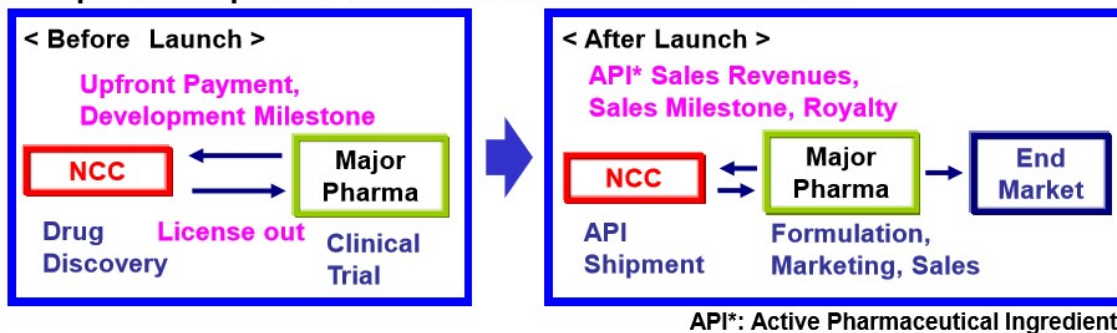 < Before Launch >
Upfront Payment,
Development Milestone
NCC
Major
Pharma
Drug
Discovery
License out
Clinical
Trial
< After Launch >
API* Sales Revenues,
Sales Milestone, Royalty
NCC
Major
Pharma
End
Market
API
Shipment
Formulation,
Marketing, Sales
API*: Active Pharmaceutical Ingredient